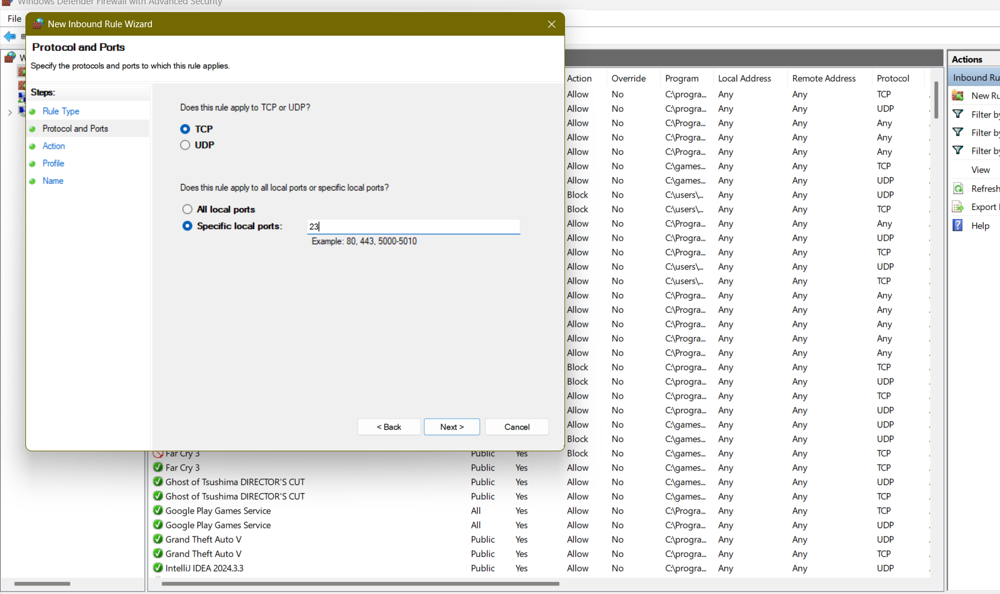 Windows Defender Firewall with Advanced Security
File
New Inbound Rule Wizard
Protocol and Ports
Specify the protocols and ports to which this rule applies.
Steps:
Rule Type
Protocol and Ports
Action
Profile
Name
Does this rule apply to TCP or UDP?
TCP
UDP
Does this rule apply to all local ports or specific local ports?
All local ports
Specific local ports: 23
Example: 80, 443, 5000-5010
< Back Next > Cancel
W
Action Override Program Local Address Remote Address Protocol
Allow No C:\progra... Any Any TCP
Allow No C:\progra... Any Any UDP
Allow No C:\Progra... Any Any Any
Allow No C:\Progra... Any Any Any
Allow No C:\Progra... Any Any Any
Allow No C:\games... Any Any TCP
Allow No C:\games... Any Any UDP
Block No C:\users\... Any Any UDP
Block No C:\users\... Any Any TCP
Allow No C:\Progra... Any Any Any
Allow No C:\Progra... Any Any UDP
Allow No C:\Progra... Any Any TCP
Allow No C:\users\... Any Any UDP
Allow No C:\users\... Any Any TCP
Allow No C:\Progra... Any Any Any
Allow No C:\Progra... Any Any Any
Allow No C:\Progra... Any Any Any
Allow No C:\Progra... Any Any Any
Allow No C:\Progra... Any Any Any
Block No C:\progra... Any Any TCP
Block No C:\progra... Any Any UDP
Allow No C:\progra... Any Any TCP
Allow No C:\progra... Any Any UDP
Allow No C:\games... Any Any UDP
Block No C:\games... Any Any UDP
Far Cry 3 Public Yes Block No C:\games... Any Any TCP
Far Cry 3 Public Yes Allow No C:\games... Any Any TCP
Ghost of Tsushima DIRECTOR'S CUT Public Yes Allow No C:\games... Any Any UDP
Ghost of Tsushima DIRECTOR'S CUT Public Yes Allow No C:\games... Any Any TCP
Google Play Games Service All Yes Allow No C:\Progra... Any Any TCP
Google Play Games Service All Yes Allow No C:\Progra... Any Any UDP
Grand Theft Auto V Public Yes Allow No C:\progra... Any Any UDP
Grand Theft Auto V Public Yes Allow No C:\progra... Any Any TCP
IntelliJ IDEA 2024.3.3 Public Yes Allow No C:\progra... Any Any UDP
Actions
Inbound Ru
New Ru
Filter by
Filter by
Filter by
View
Refresh
Export
Help